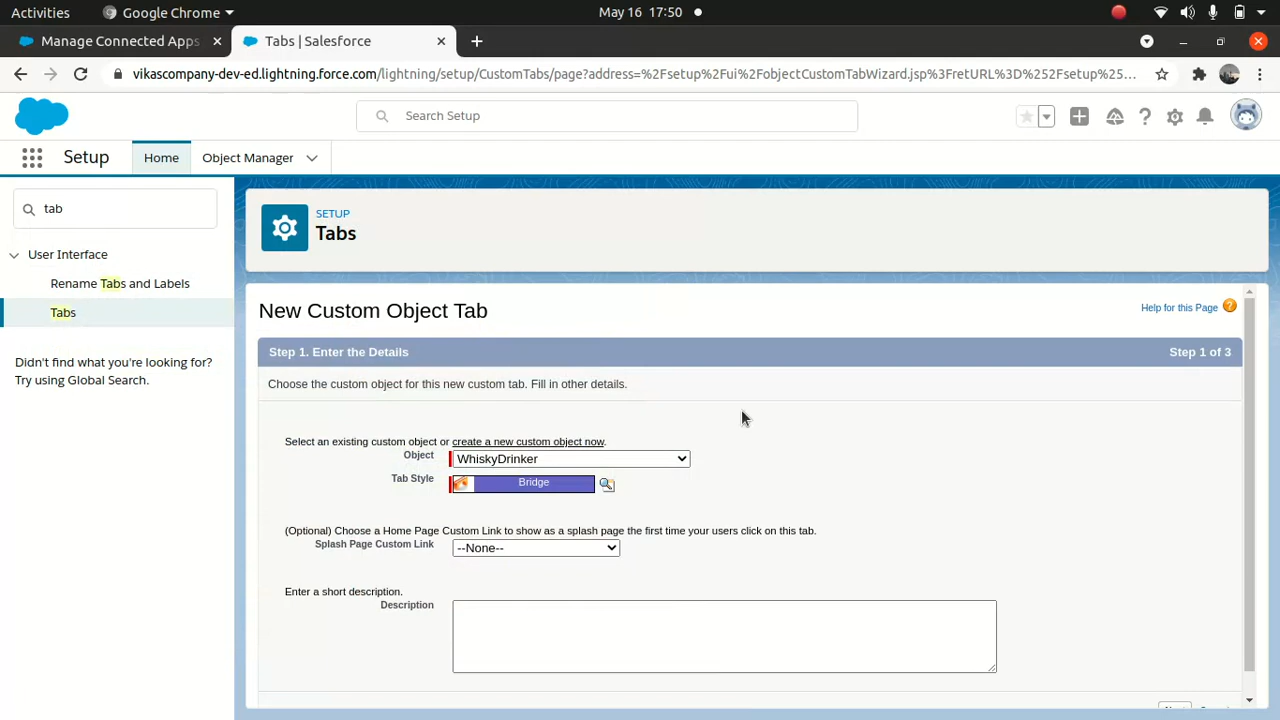 Activities
Google Chrome
May 16 17:50
Manage Connected Apps
Tabs | Salesforce
vikascompany-dev-ed.lightning.force.com/lightning/setup/CustomTabs/page?address=%2Fsetup%2Fui%2FobjectCustomTabWizard.jsp%3FretURL%3D%252Fsetup%25...
Search Setup
Setup
Home
Object Manager
tab
User Interface
Rename Tabs and Labels
Tabs
Didn't find what you're looking for?
Try using Global Search.
SETUP
Tabs
New Custom Object Tab
Help for this Page
Step 1. Enter the Details
Step 1 of 3
Choose the custom object for this new custom tab. Fill in other details.
Select an existing custom object or create a new custom object now.
Object
WhiskyDrinker
Tab Style
Bridge
(Optional) Choose a Home Page Custom Link to show as a splash page the first time your users click on this tab.
Splash Page Custom Link
--None--
Enter a short description.
Description